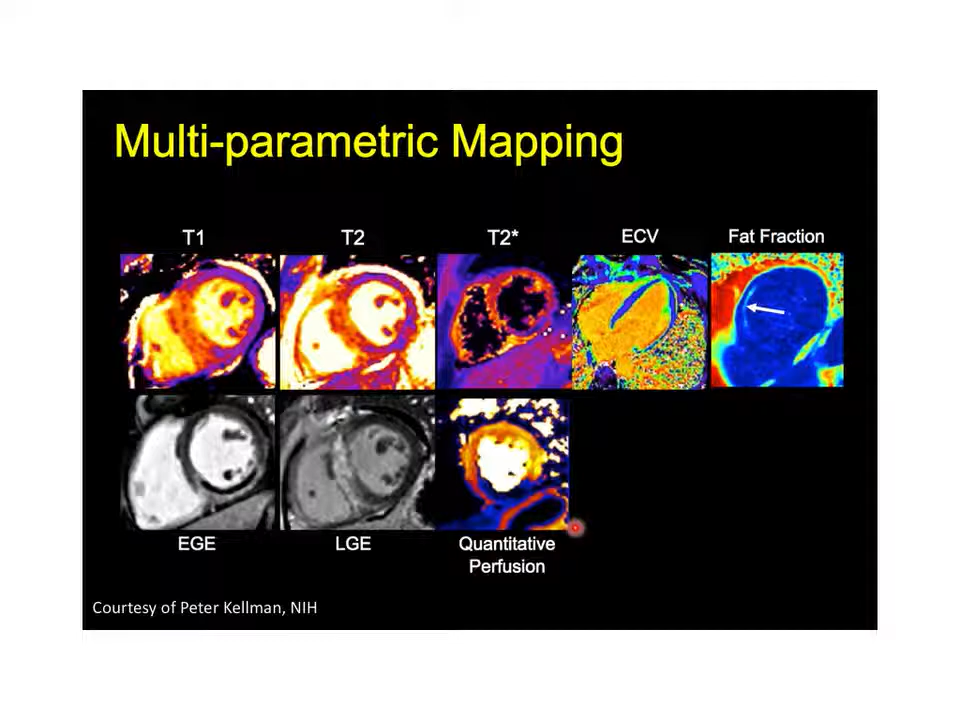 Multi-parametric Mapping
T1
T2
T2*
ECV
Fat Fraction
EGE
LGE
Quantitative
Perfusion
Courtesy of Peter Kellman, NIH